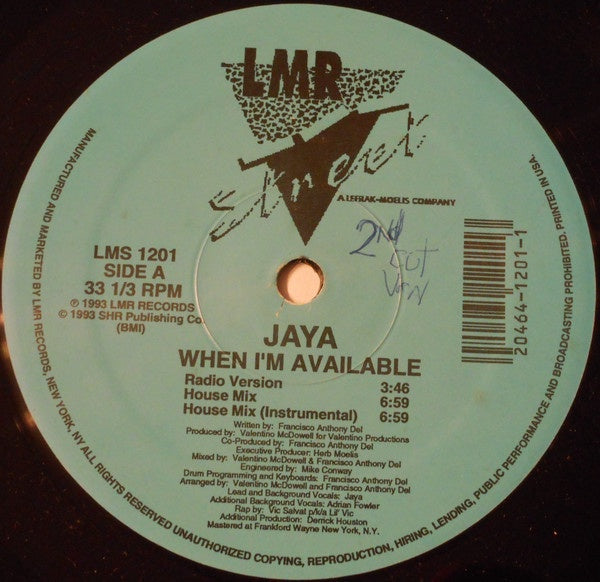 LMR
Street
A LEFRAK-MOELIS COMPANY
LMS 1201
SIDE A
33 1/3 RPM
℗ 1993 LMR RECORDS
© 1993 SHR Publishing Co.
(BMI)
2nd
Cut
20464-1201-1
JAYA
WHEN I'M AVAILABLE
Radio Version 3:46
House Mix 6:59
House Mix (Instrumental) 6:59
Written by: Francisco Anthony Del
Produced by: Valentino McDowell for Valentino Productions
Co-Produced by: Francisco Anthony Del
Executive Producer: Herb Moelis
Mixed by: Valentino McDowell & Francisco Anthony Del
Engineered by: Mike Conway
Drum Programming and Keyboards: Francisco Anthony Del
Arranged by: Valentino McDowell and Francisco Anthony Del
Lead and Background Vocals: Jaya
Additional Background Vocals: Adrian Fowler
Rap by: Vic Salvat p/k/a Lil' Vic
Additional Production: Derrick Houston
Mastered at Frankford Wayne New York, N.Y.
MANUFACTURED AND MARKETED BY LMR RECORDS, NEW YORK, NY ALL RIGHTS RESERVED UNAUTHORIZED COPYING, REPRODUCTION, HIRING, LENDING, PUBLIC PERFORMANCE AND BROADCASTING PROHIBITED. PRINTED IN USA